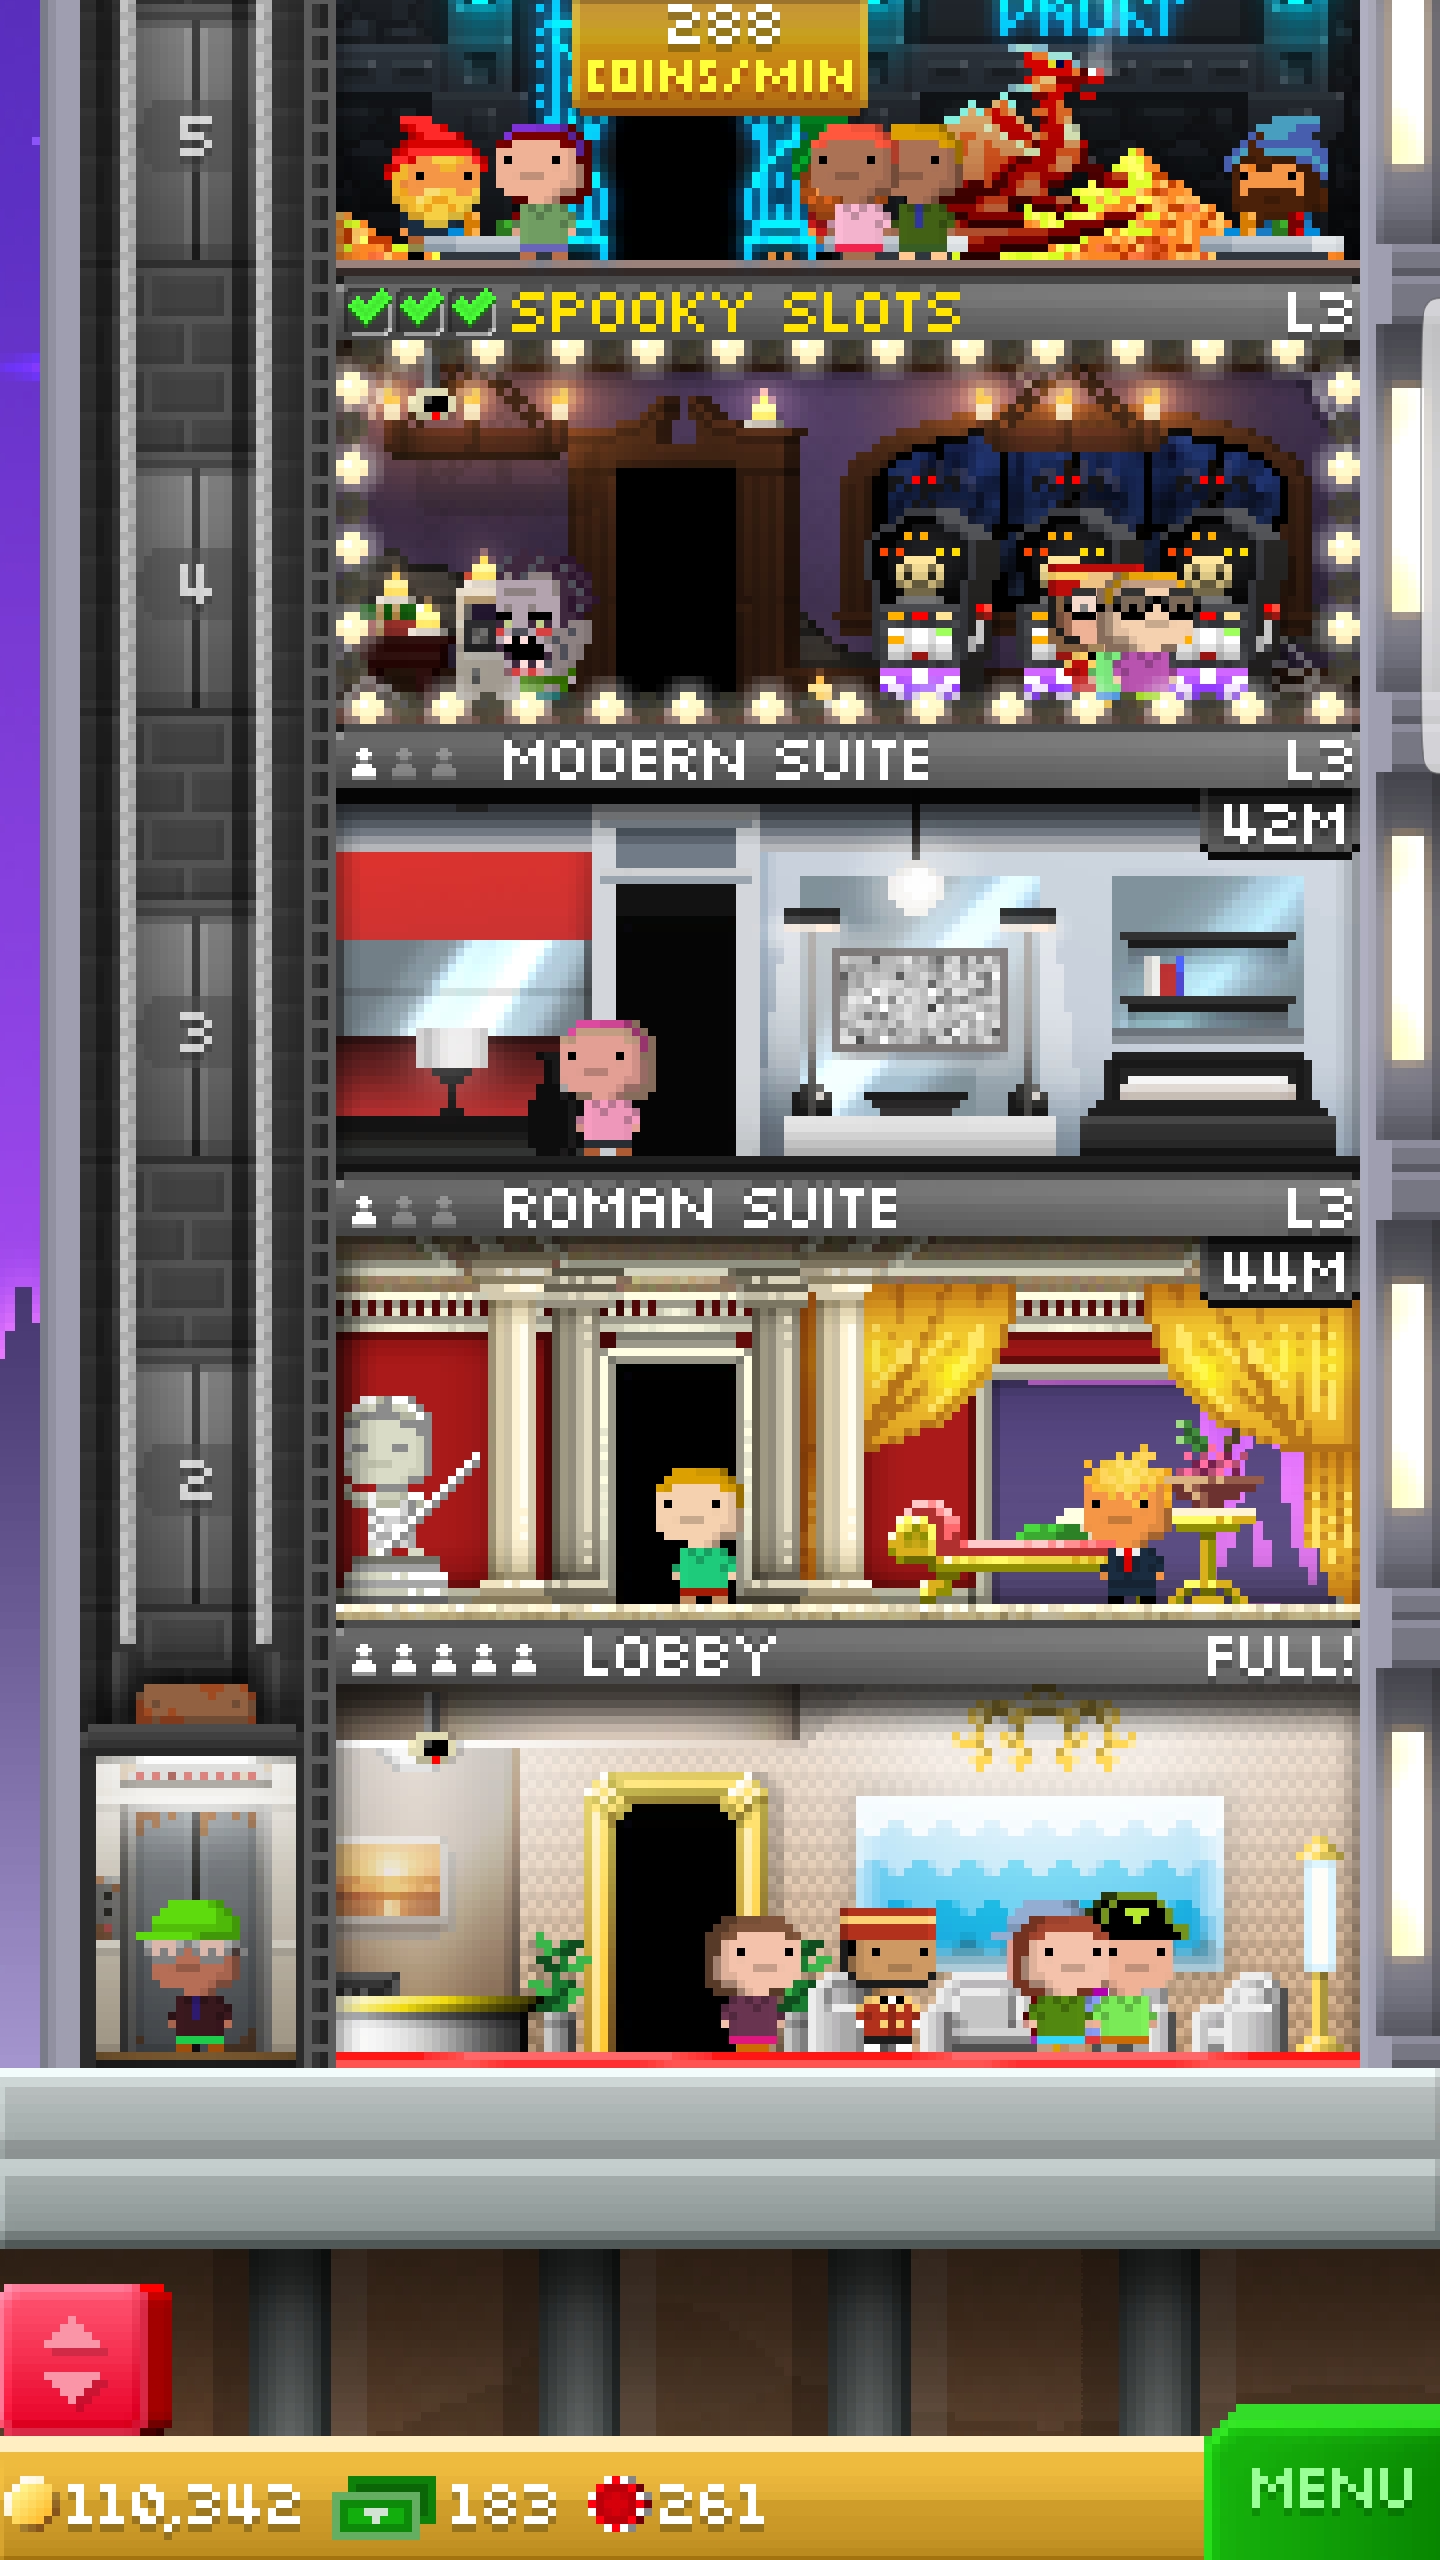 288
COINS/MIN
5
SPOOKY SLOTS L3
4
MODERN SUITE L3
42M
3
ROMAN SUITE L3
44M
2
LOBBY FULL!
110,342 183 261
MENU